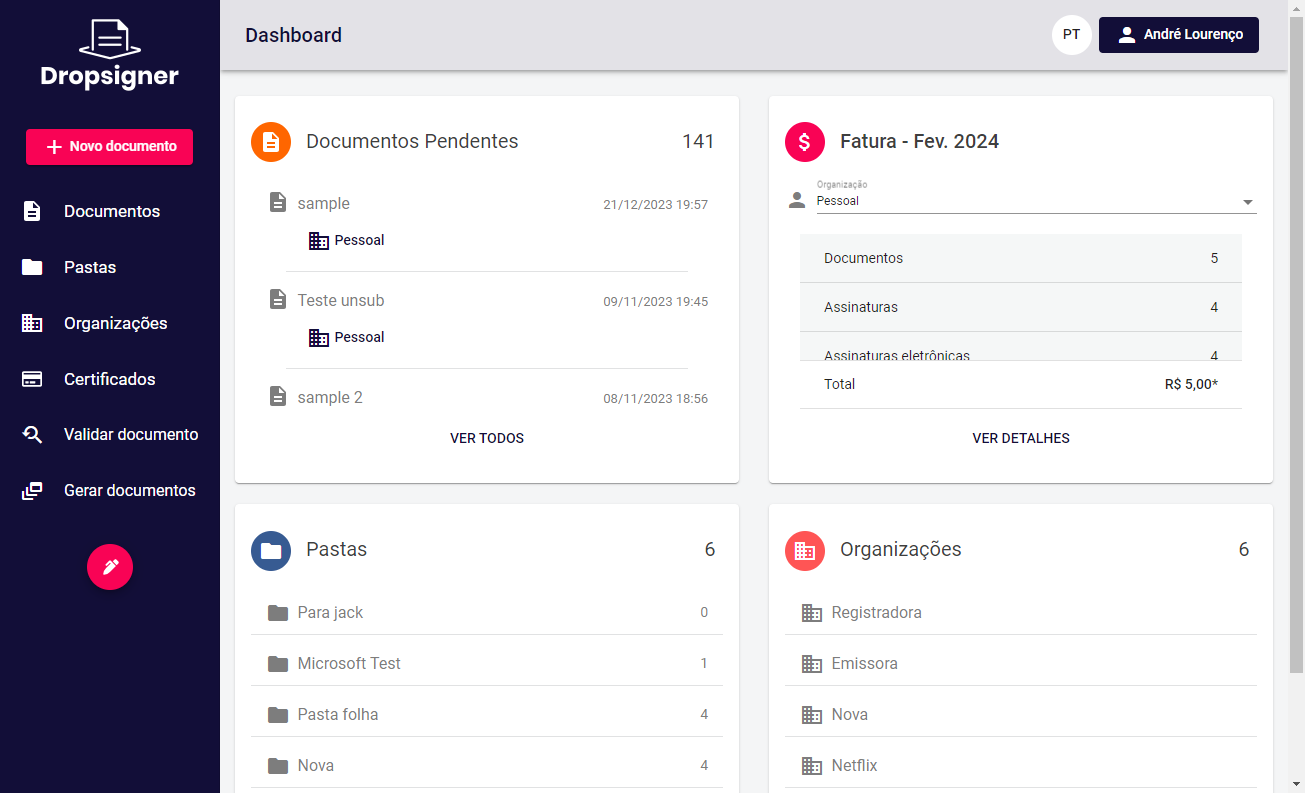 Dropsigner
Novo documento
Documentos
Pastas
Organizações
Certificados
Validar documento
Gerar documentos
Dashboard
PT
André Lourenço
Documentos Pendentes 141
sample 21/12/2023 19:57
Pessoal
Teste unsub 09/11/2023 19:45
Pessoal
sample 2 08/11/2023 18:56
VER TODOS
Fatura - Fev. 2024
Organização
Pessoal
Documentos 5
Assinaturas 4
Assinaturas eletrônicas 4
Total R$ 5,00*
VER DETALHES
Pastas 6
Para jack 0
Microsoft Test 1
Pasta folha 4
Nova 4
Organizações 6
Registradora
Emissora
Nova
Netflix